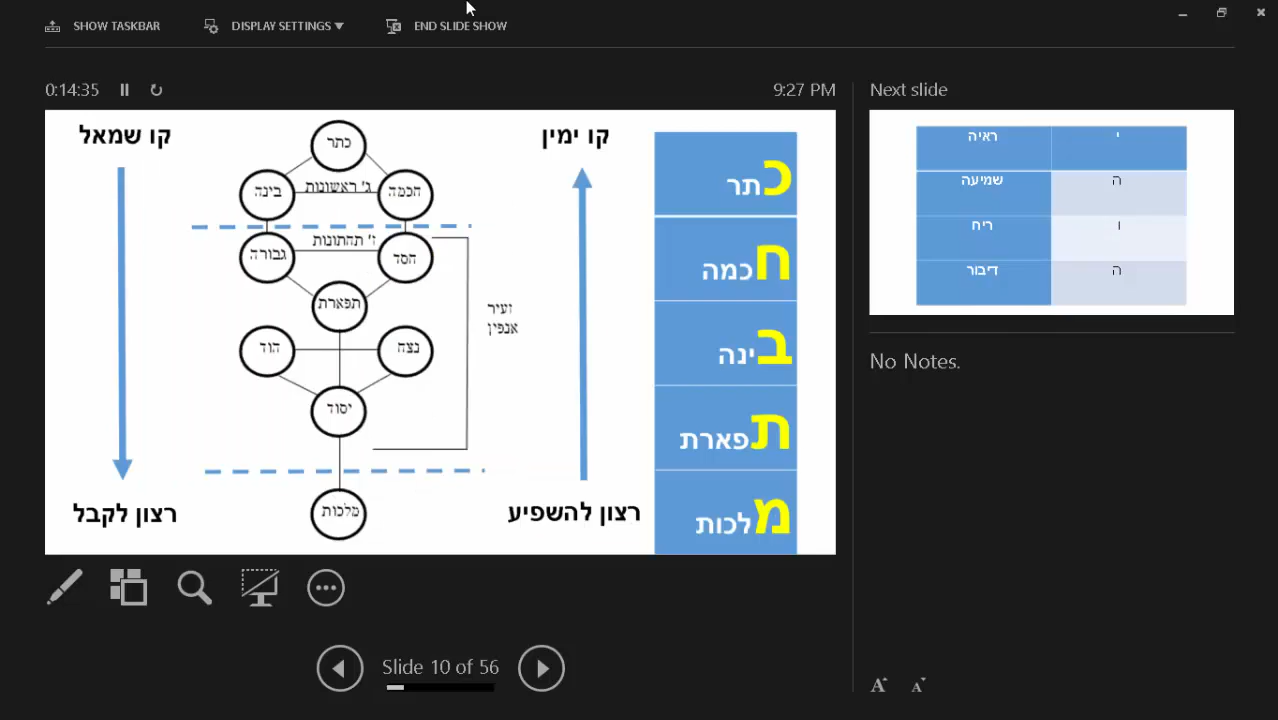 SHOW TASKBAR
DISPLAY SETTINGS
END SLIDE SHOW
0:14:35
9:27 PM
Next slide
קו ימין
קו שמאל
כתר
חכמה
ג' ראשונות
בינה
חסד
ז' תחתונות
גבורה
תפארת
זעיר
אנפין
נצח
הוד
יסוד
מלכות
רצון להשפיע
רצון לקבל
כתר
חכמה
בינה
תפארת
מלכות
י ראיה
ה שמיעה
ו ריח
ה דיבור
No Notes.
Slide 10 of 56
A A